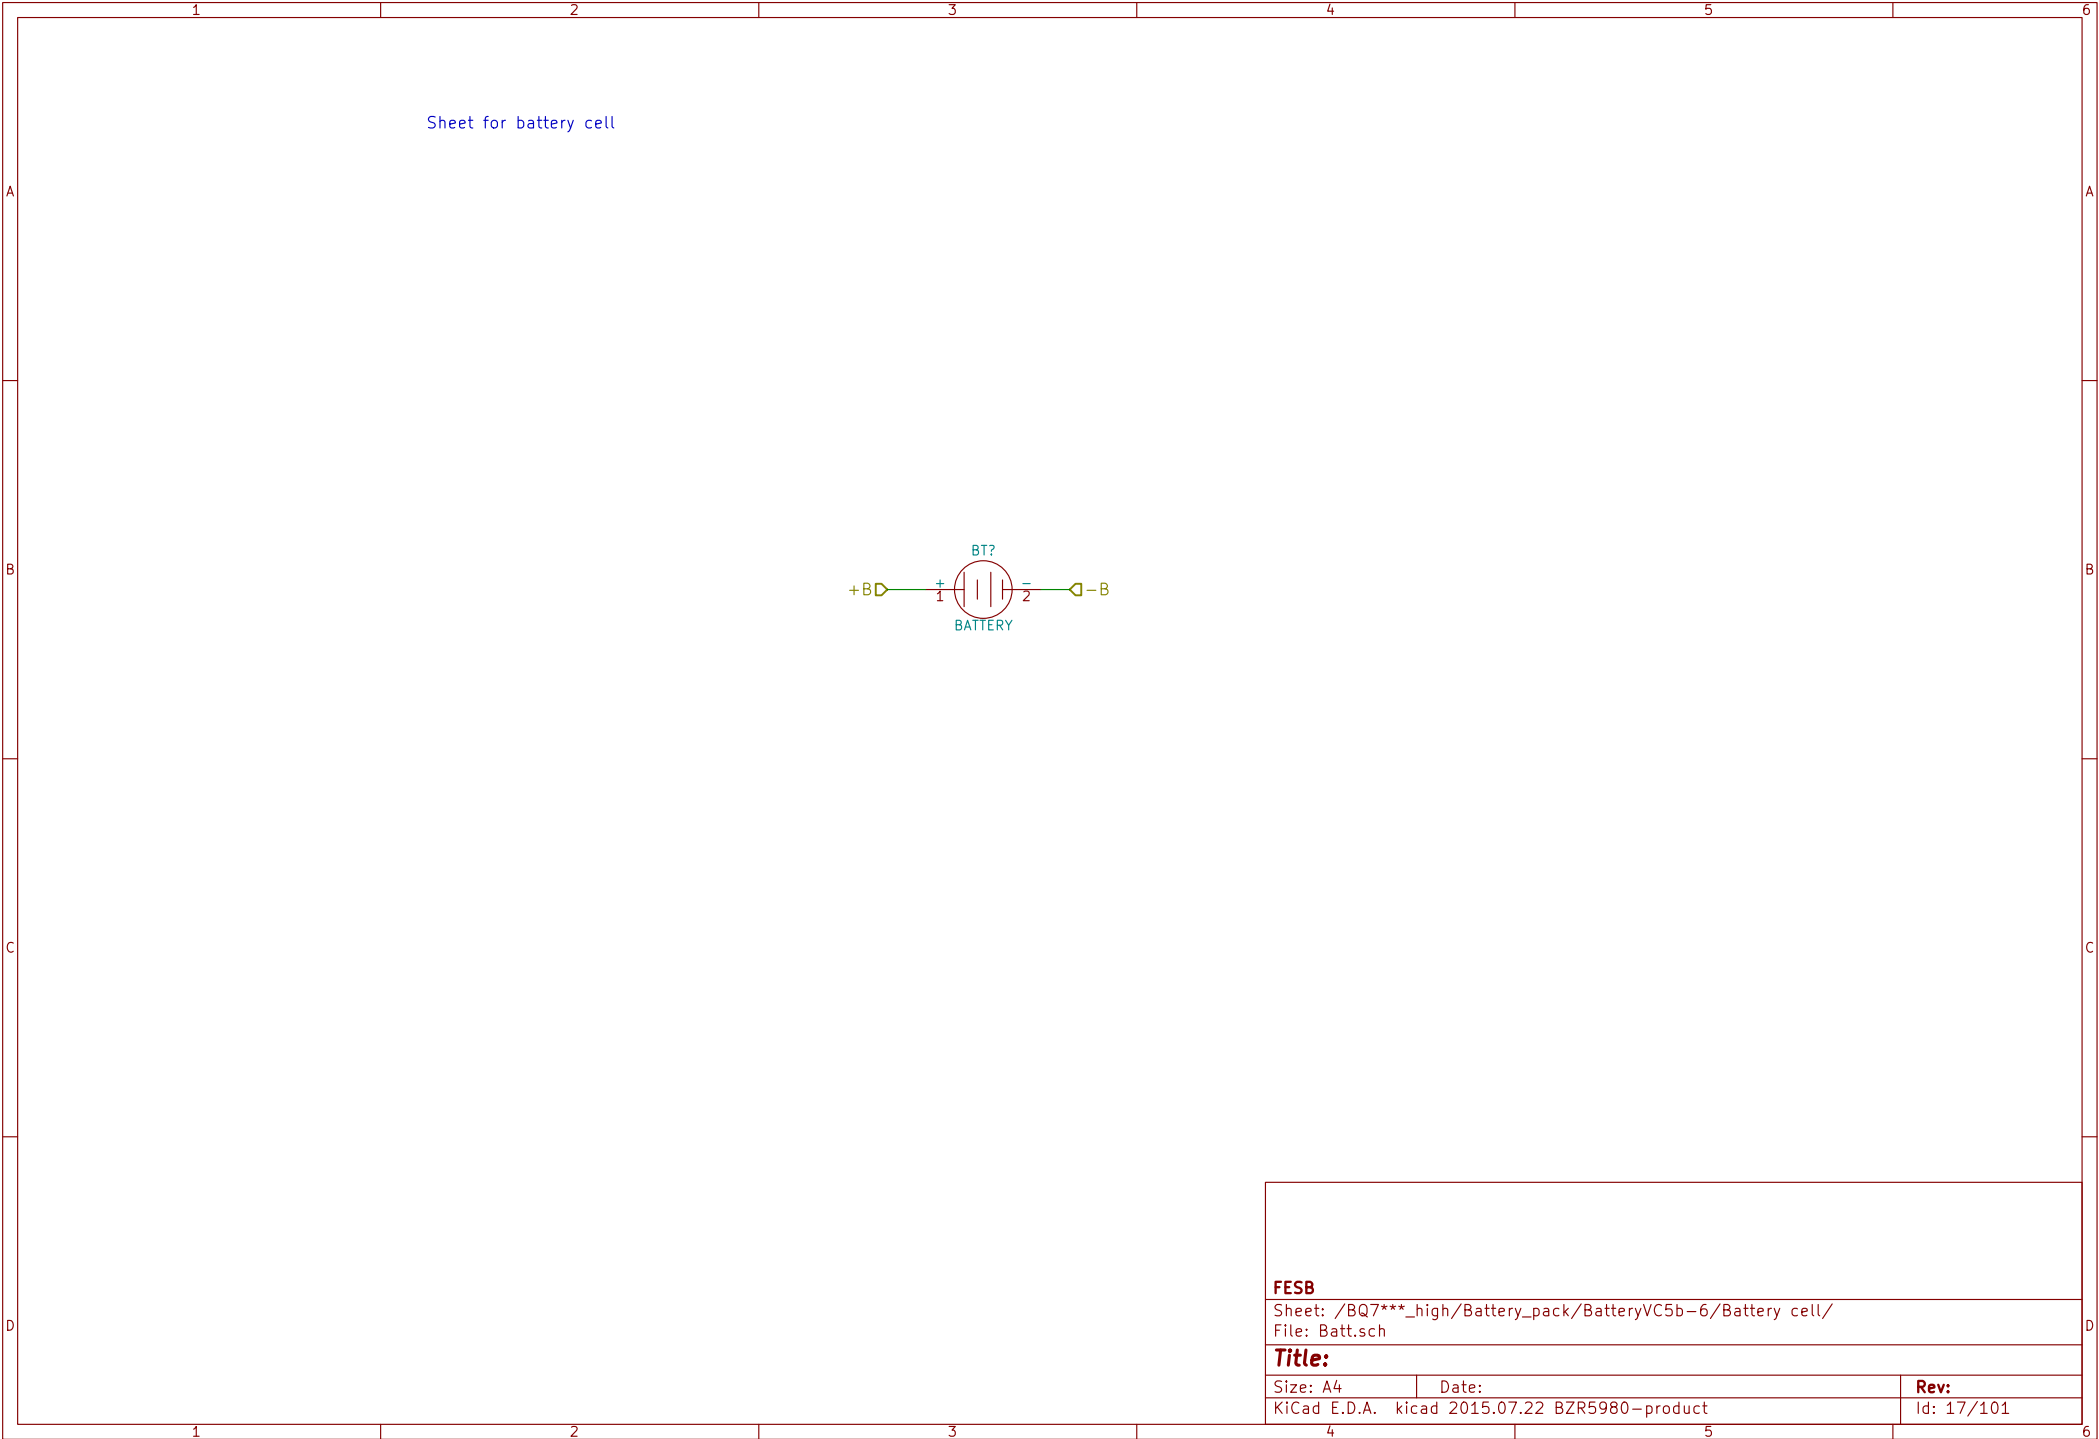 1 2 3 4 5 6
Sheet for battery cell
A A
BT?
B B
+B + 1 - 2 -B
BATTERY
C C
FESB
Sheet: /BQ7***_high/Battery_pack/BatteryVC5b-6/Battery cell/
D D
File: Batt.sch
Title:
Size: A4 Date: Rev:
KiCad E.D.A. kicad 2015.07.22 BZR5980-product Id: 17/101
1 2 3 4 5 6